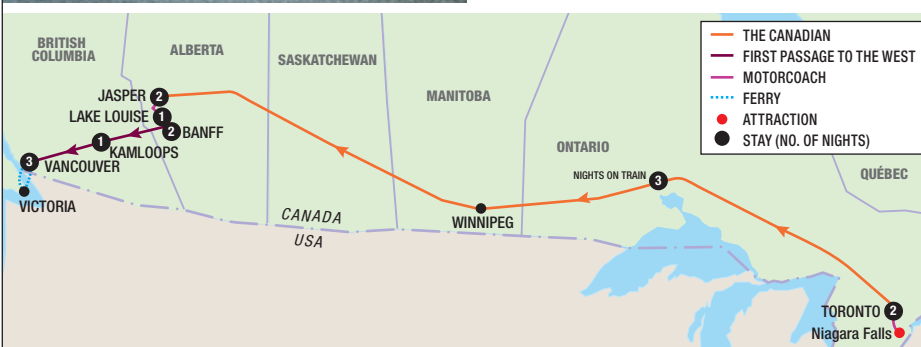 BRITISH
COLUMBIA
ALBERTA
SASKATCHEWAN
MANITOBA
ONTARIO
QUÉBEC
THE CANADIAN
FIRST PASSAGE TO THE WEST
MOTORCOACH
FERRY
ATTRACTION
STAY (NO. OF NIGHTS)
JASPER 2
LAKE LOUISE 1
2 BANFF
1 KAMLOOPS
3 VANCOUVER
VICTORIA
NIGHTS ON TRAIN 3
WINNIPEG
CANADA
USA
TORONTO 2
Niagara Falls